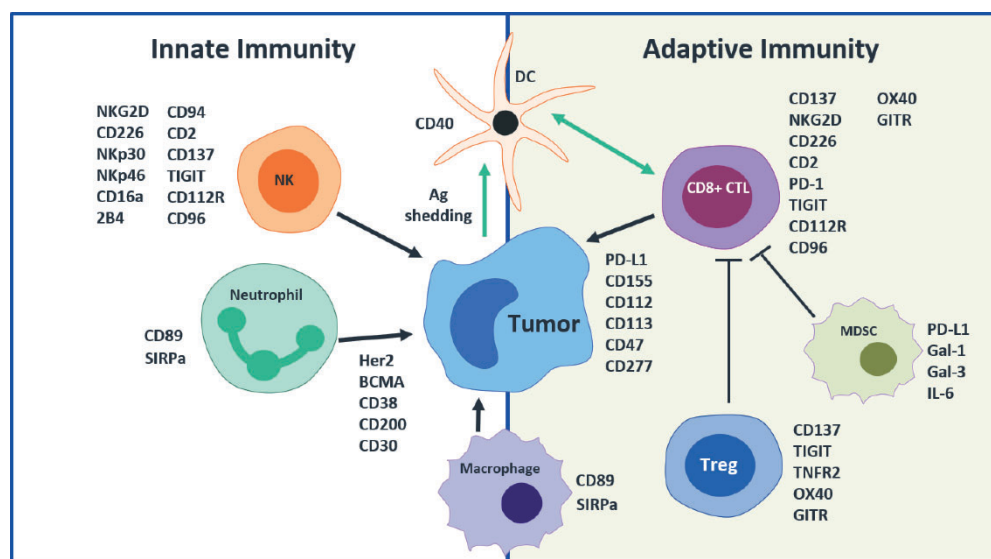 Innate Immunity
Adaptive Immunity
DC
CD40
NKG2D CD94
CD226 CD2
NKp30 CD137
NKp46 TIGIT
CD16a CD112R
2B4 CD96
NK
Ag
shedding
CD137 OX40
NKG2D GITR
CD226
CD2
PD-1
TIGIT
CD112R
CD96
CD8+ CTL
Neutrophil
CD89
SIRPa
Tumor
PD-L1
CD155
CD112
CD113
CD47
CD277
Her2
BCMA
CD38
CD200
CD30
MDSC
PD-L1
Gal-1
Gal-3
IL-6
Macrophage
CD89
SIRPa
Treg
CD137
TIGIT
TNFR2
OX40
GITR